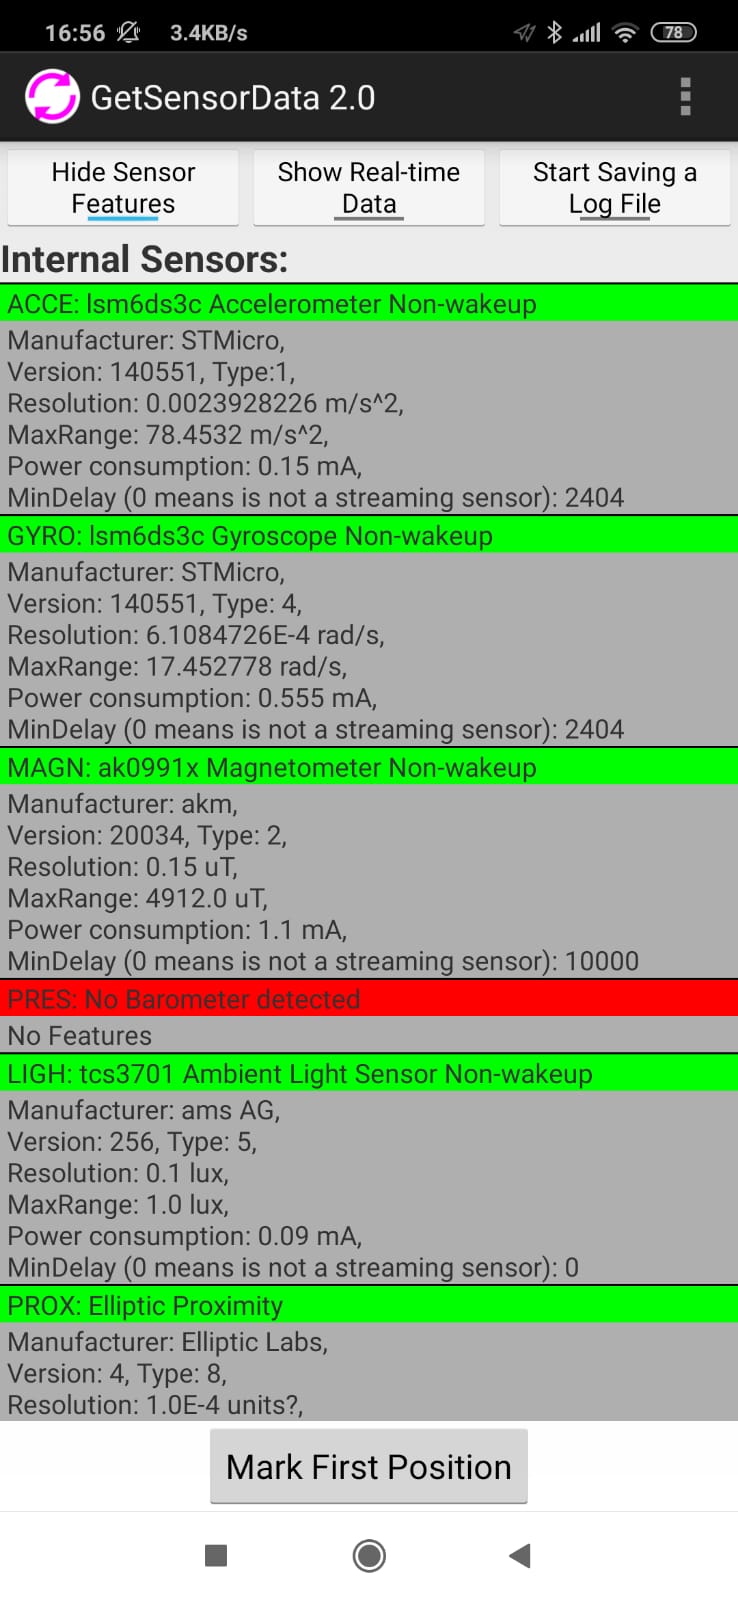 16:56 3.4KB/s 78
GetSensorData 2.0
Hide Sensor
Features
Show Real-time
Data
Start Saving a
Log File
Internal Sensors:
ACCE: lsm6ds3c Accelerometer Non-wakeup
Manufacturer: STMicro,
Version: 140551, Type:1,
Resolution: 0.0023928226 m/s^2,
MaxRange: 78.4532 m/s^2,
Power consumption: 0.15 mA,
MinDelay (0 means is not a streaming sensor): 2404
GYRO: lsm6ds3c Gyroscope Non-wakeup
Manufacturer: STMicro,
Version: 140551, Type: 4,
Resolution: 6.1084726E-4 rad/s,
MaxRange: 17.452778 rad/s,
Power consumption: 0.555 mA,
MinDelay (0 means is not a streaming sensor): 2404
MAGN: ak0991x Magnetometer Non-wakeup
Manufacturer: akm,
Version: 20034, Type: 2,
Resolution: 0.15 uT,
MaxRange: 4912.0 uT,
Power consumption: 1.1 mA,
MinDelay (0 means is not a streaming sensor): 10000
PRES: No Barometer detected
No Features
LIGH: tcs3701 Ambient Light Sensor Non-wakeup
Manufacturer: ams AG,
Version: 256, Type: 5,
Resolution: 0.1 lux,
MaxRange: 1.0 lux,
Power consumption: 0.09 mA,
MinDelay (0 means is not a streaming sensor): 0
PROX: Elliptic Proximity
Manufacturer: Elliptic Labs,
Version: 4, Type: 8,
Resolution: 1.0E-4 units?,
Mark First Position